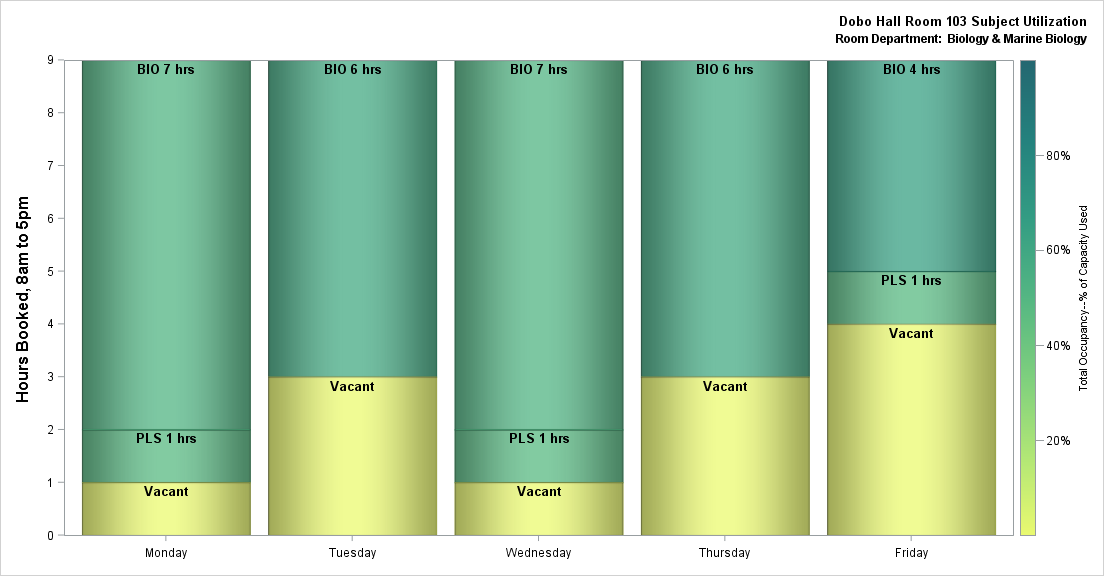 Dobo Hall Room 103 Subject Utilization
Room Department: Biology & Marine Biology
Hours Booked, 8am to 5pm
9
8
7
6
5
4
3
2
1
0
BIO 7 hrs
PLS 1 hrs
Vacant
BIO 6 hrs
Vacant
BIO 7 hrs
PLS 1 hrs
Vacant
BIO 6 hrs
Vacant
BIO 4 hrs
PLS 1 hrs
Vacant
Monday
Tuesday
Wednesday
Thursday
Friday
80%
60%
40%
20%
Total Occupancy--% of Capacity Used